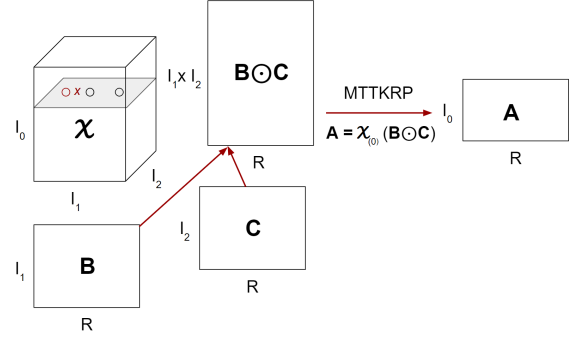 I₁ x I₂
B⊙C
x
𝒳
I₀
I₁
I₂
MTTKRP
A = 𝒳₍₀₎ (B⊙C)
I₀
A
R
R
I₂
C
R
I₁
B
R